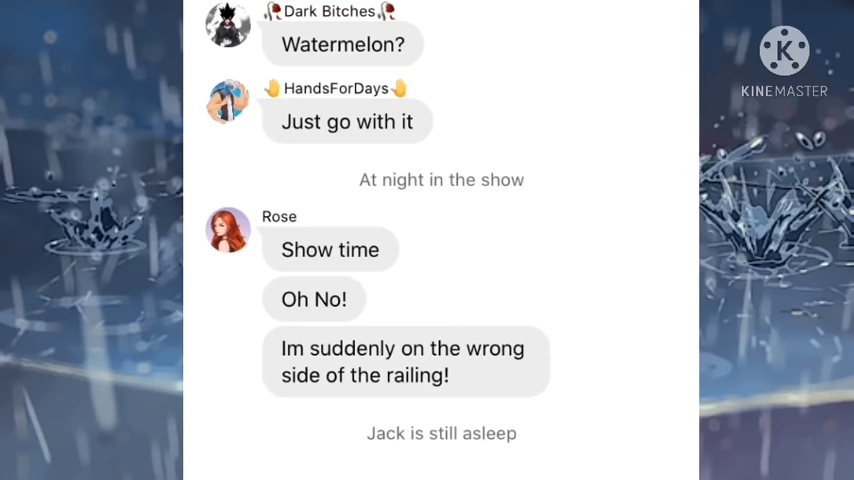 🥀Dark Bitches🥀
Watermelon?
🤚HandsForDays🤚
Just go with it
At night in the show
Rose
Show time
Oh No!
Im suddenly on the wrong
side of the railing!
Jack is still asleep
K
KINEMASTER